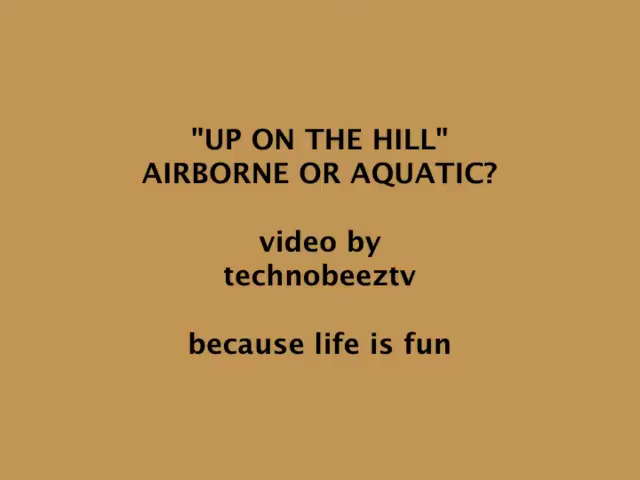 "UP ON THE HILL"
AIRBORNE OR AQUATIC?
video by
technobeeztv
because life is fun